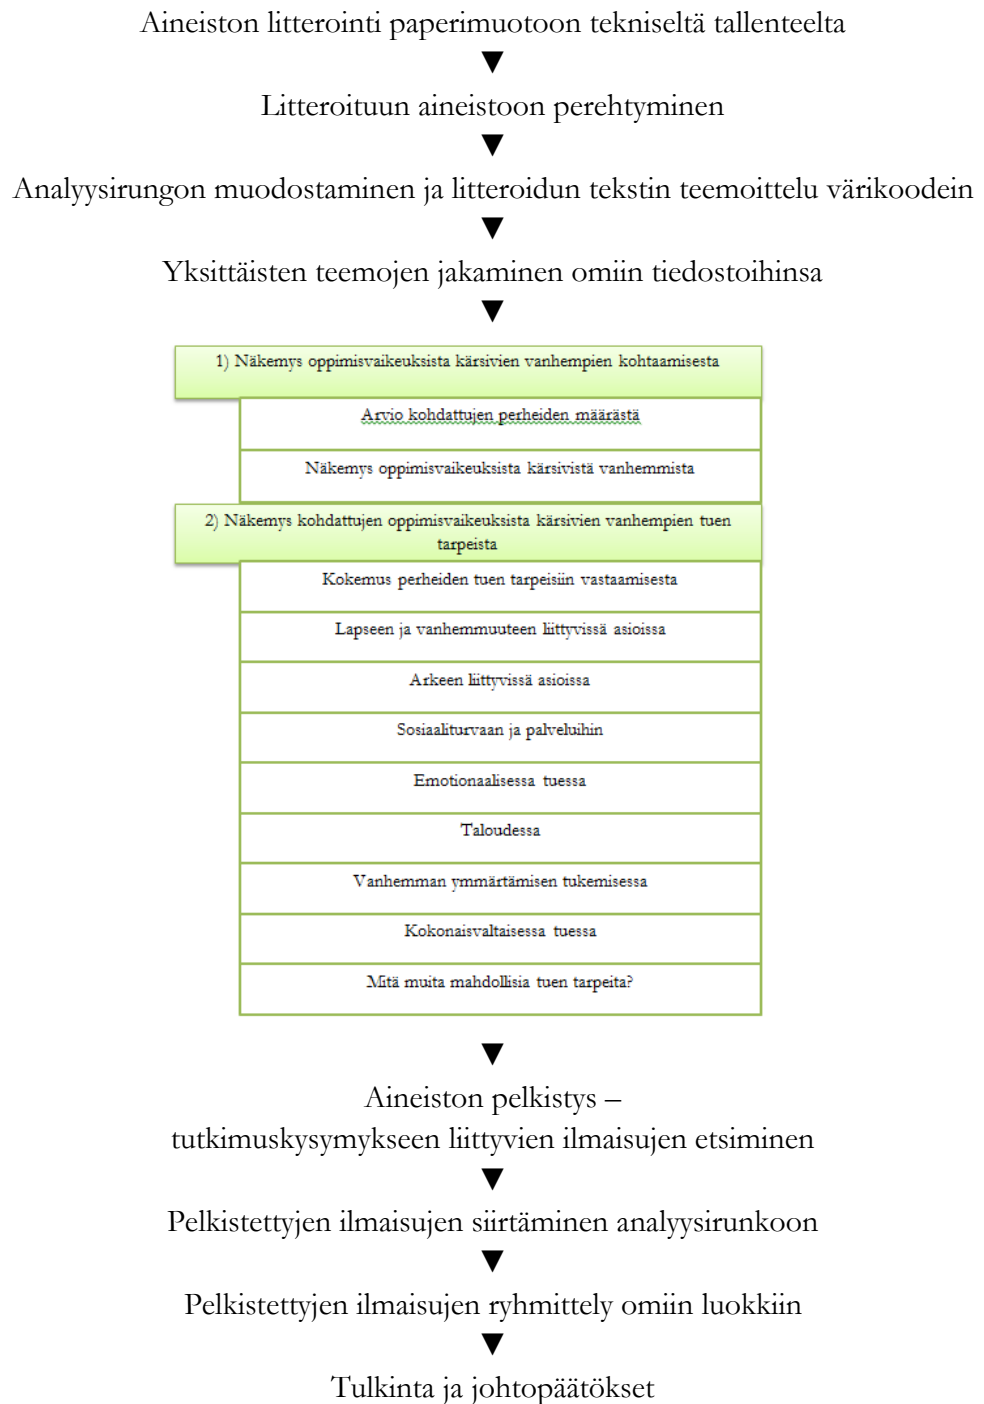 Aineiston litterointi paperimuotoon tekniseltä tallenteelta
▼
Litteroituun aineistoon perehtyminen
▼
Analyysirungon muodostaminen ja litteroidun tekstin teemoittelu värikoodein
▼
Yksittäisten teemojen jakaminen omiin tiedostoihinsa
▼
1) Näkemys oppimisvaikeuksista kärsivien vanhempien kohtaamisesta
Arvio kohdattujen perheiden määrästä
Näkemys oppimisvaikeuksista kärsivistä vanhemmista
2) Näkemys kohdattujen oppimisvaikeuksista kärsivien vanhempien tuen
tarpeista
Kokemus perheiden tuen tarpeisiin vastaamisesta
Lapseen ja vanhemmuuteen liittyvissä asioissa
Arkeen liittyvissä asioissa
Sosiaaliturvaan ja palveluihin
Emotionaalisessa tuessa
Taloudessa
Vanhemman ymmärtämisen tukemisessa
Kokonaisvaltaisessa tuessa
Mitä muita mahdollisia tuen tarpeita?
▼
Aineiston pelkistys –
tutkimuskysymykseen liittyvien ilmaisujen etsiminen
▼
Pelkistettyjen ilmaisujen siirtäminen analyysirunkoon
▼
Pelkistettyjen ilmaisujen ryhmittely omiin luokkiin
▼
Tulkinta ja johtopäätökset